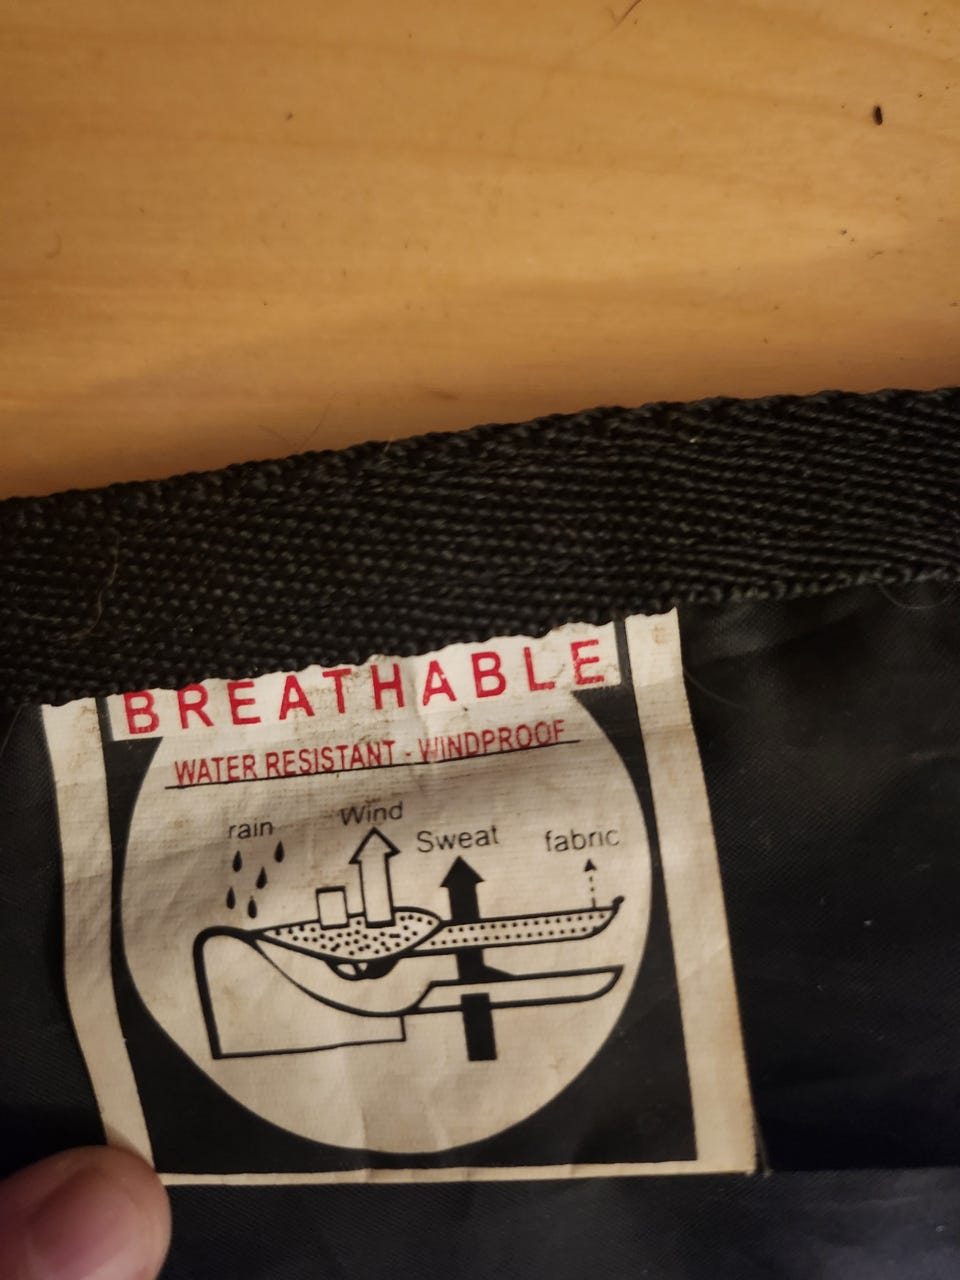 BREATHABLE
WATER RESISTANT - WINDPROOF
rain Wind Sweat fabric